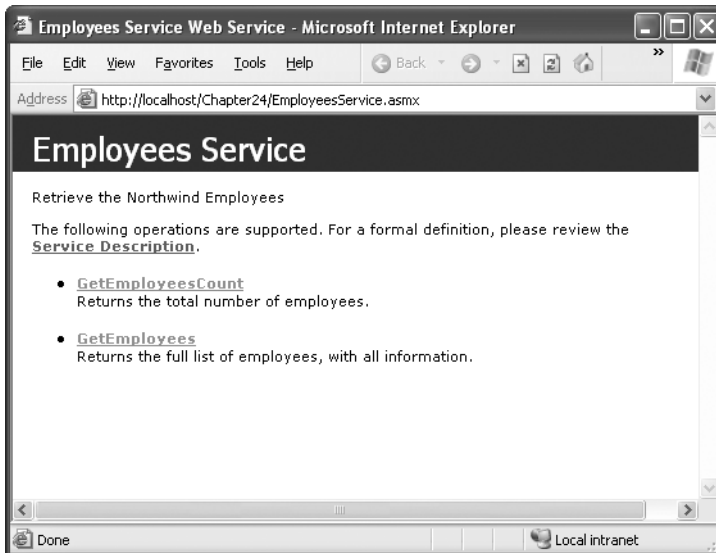 Employees Service Web Service - Microsoft Internet Explorer
File Edit View Favorites Tools Help Back »
Address http://localhost/Chapter24/EmployeesService.asmx
Employees Service
Retrieve the Northwind Employees
The following operations are supported. For a formal definition, please review the
Service Description.
• GetEmployeesCount
Returns the total number of employees.
• GetEmployees
Returns the full list of employees, with all information.
Done Local intranet